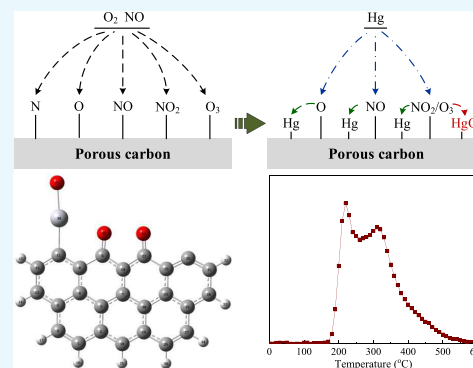 O₂ NO
N O NO NO₂ O₃
Porous carbon
Hg
O NO NO₂/O₃
Hg Hg Hg
Porous carbon
0 100 200 300 400 500
Temperature (°C)